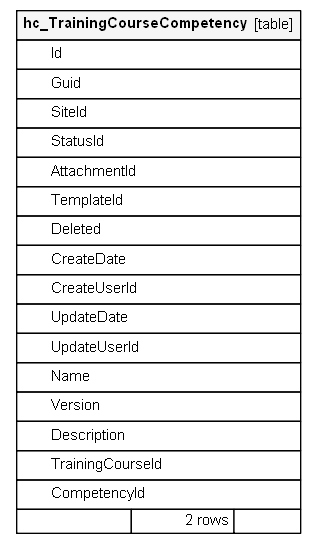 hc_TrainingCourseCompetency [table]
Id
Guid
SiteId
StatusId
AttachmentId
TemplateId
Deleted
CreateDate
CreateUserId
UpdateDate
UpdateUserId
Name
Version
Description
TrainingCourseId
CompetencyId
2 rows